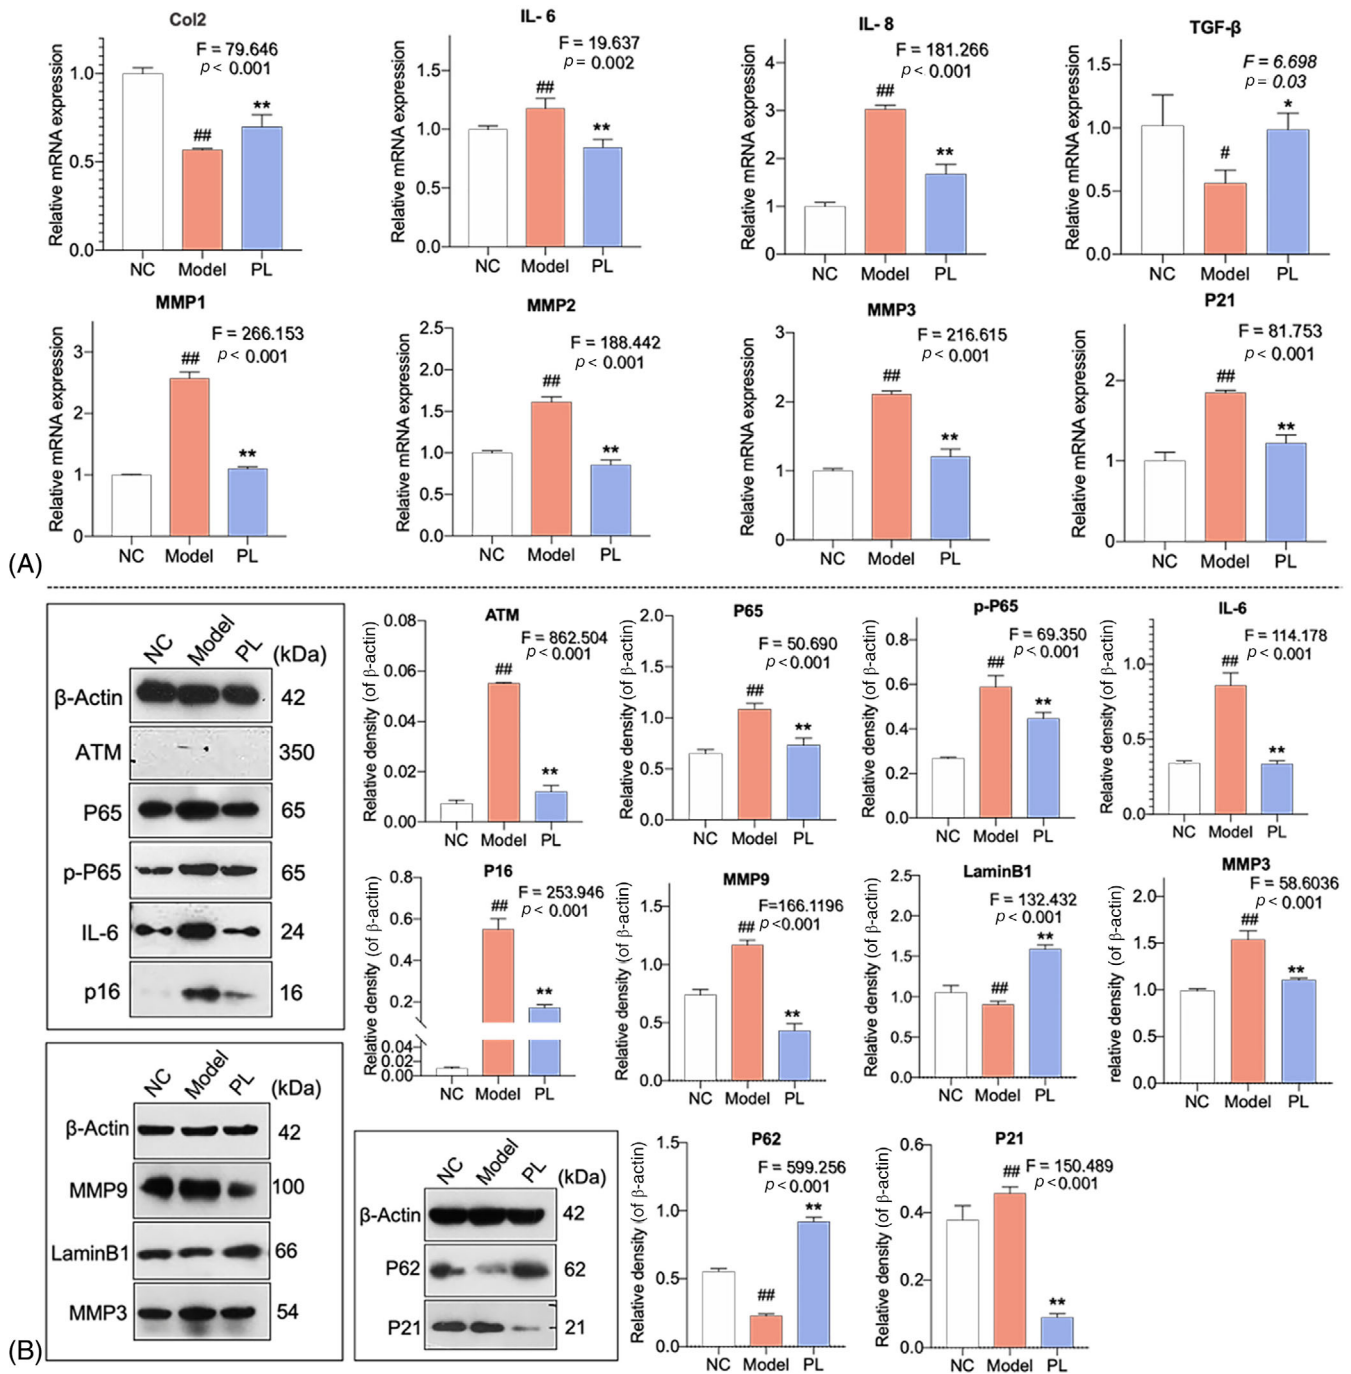 Col2
F = 79.646
p < 0.001
Relative mRNA expression
1.0
0.5
0.0
##
**
NC Model PL
IL- 6
F = 19.637
p = 0.002
Relative mRNA expression
1.5
1.0
0.5
0.0
##
**
NC Model PL
IL- 8
F = 181.266
p < 0.001
Relative mRNA expression
4
3
2
1
0
##
**
NC Model PL
TGF-β
F = 6.698
p = 0.03
Relative mRNA expression
1.5
1.0
0.5
0.0
#
*
NC Model PL
MMP1
F = 266.153
p < 0.001
Relative mRNA expression
3
2
1
0
##
**
NC Model PL
MMP2
F = 188.442
p < 0.001
Relative mRNA expression
2.5
2.0
1.5
1.0
0.5
0.0
##
**
NC Model PL
MMP3
F = 216.615
p < 0.001
Relative mRNA expression
3
2
1
0
##
**
NC Model PL
P21
F = 81.753
p < 0.001
Relative mRNA expression
2
1
0
##
**
NC Model PL
(A)
NC Model PL (kDa)
β-Actin 42
ATM 350
P65 65
p-P65 65
IL-6 24
p16 16
ATM
F = 862.504
p < 0.001
Relative density (of β-actin)
0.08
0.06
0.04
0.02
0.00
##
**
NC Model PL
P65
F = 50.690
p < 0.001
Relative density (of β-actin)
2.0
1.5
1.0
0.5
0.0
##
**
NC Model PL
p-P65
F = 69.350
p < 0.001
Relative density (of β-actin)
0.8
0.6
0.4
0.2
0.0
##
**
NC Model PL
IL-6
F = 114.178
p < 0.001
Relative density (of β-actin)
1.0
0.5
0.0
##
**
NC Model PL
P16
F = 253.946
p < 0.001
Relative density (of β-actin)
0.8
0.6
0.4
0.2
0.04
0.02
0.00
##
**
NC Model PL
MMP9
F=166.1196
p<0.001
Relative density (of β-actin)
1.5
1.0
0.5
0.0
##
**
NC Model PL
LaminB1
F = 132.432
p < 0.001
Relative density (of β-actin)
2.5
2.0
1.5
1.0
0.5
0.0
##
**
NC Model PL
MMP3
F = 58.6036
p < 0.001
relative density (of β-actin)
2.0
1.5
1.0
0.5
0.0
##
**
NC Model PL
NC Model PL (kDa)
β-Actin 42
MMP9 100
LaminB1 66
MMP3 54
NC Model PL (kDa)
β-Actin 42
P62 62
P21 21
P62
F = 599.256
p < 0.001
Relative density (of β-actin)
1.5
1.0
0.5
0.0
##
**
NC Model PL
P21
F = 150.489
p < 0.001
Relative density (of β-actin)
0.6
0.4
0.2
0.0
##
**
NC Model PL
(B)